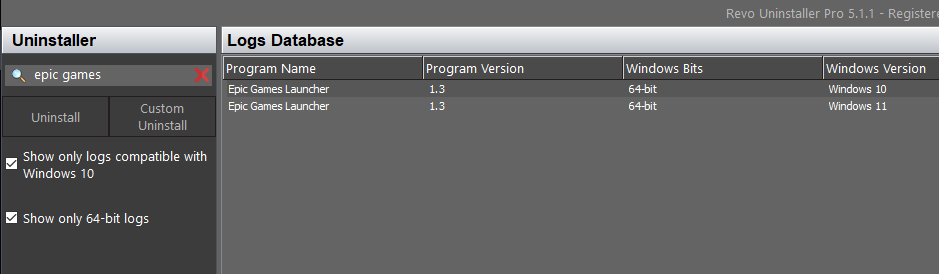 Revo Uninstaller Pro 5.1.1 - Registere
Uninstaller
epic games
Uninstall
Custom
Uninstall
Show only logs compatible with
Windows 10
Show only 64-bit logs
Logs Database
Program Name Program Version Windows Bits Windows Version
Epic Games Launcher 1.3 64-bit Windows 10
Epic Games Launcher 1.3 64-bit Windows 11